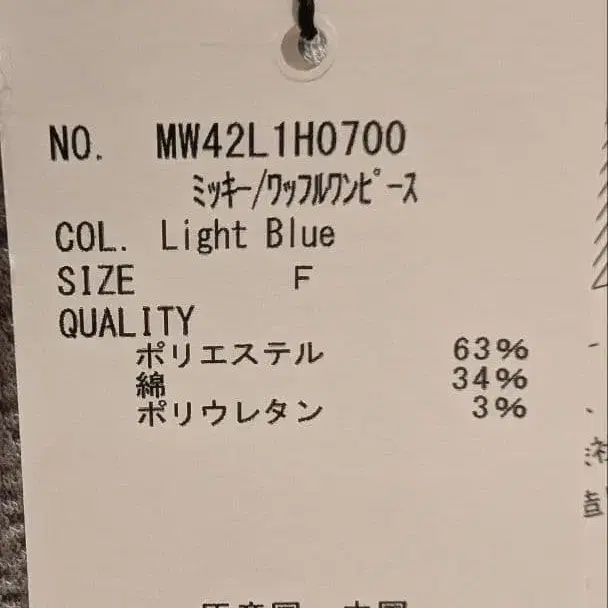 NO. MW42L1H0700
ﾐｯｷｰ/ﾜｯﾌﾙﾜﾝﾋﾟｰｽ
COL. Light Blue
SIZE F
QUALITY
ポリエステル 63%
綿 34%
ポリウレタン 3%